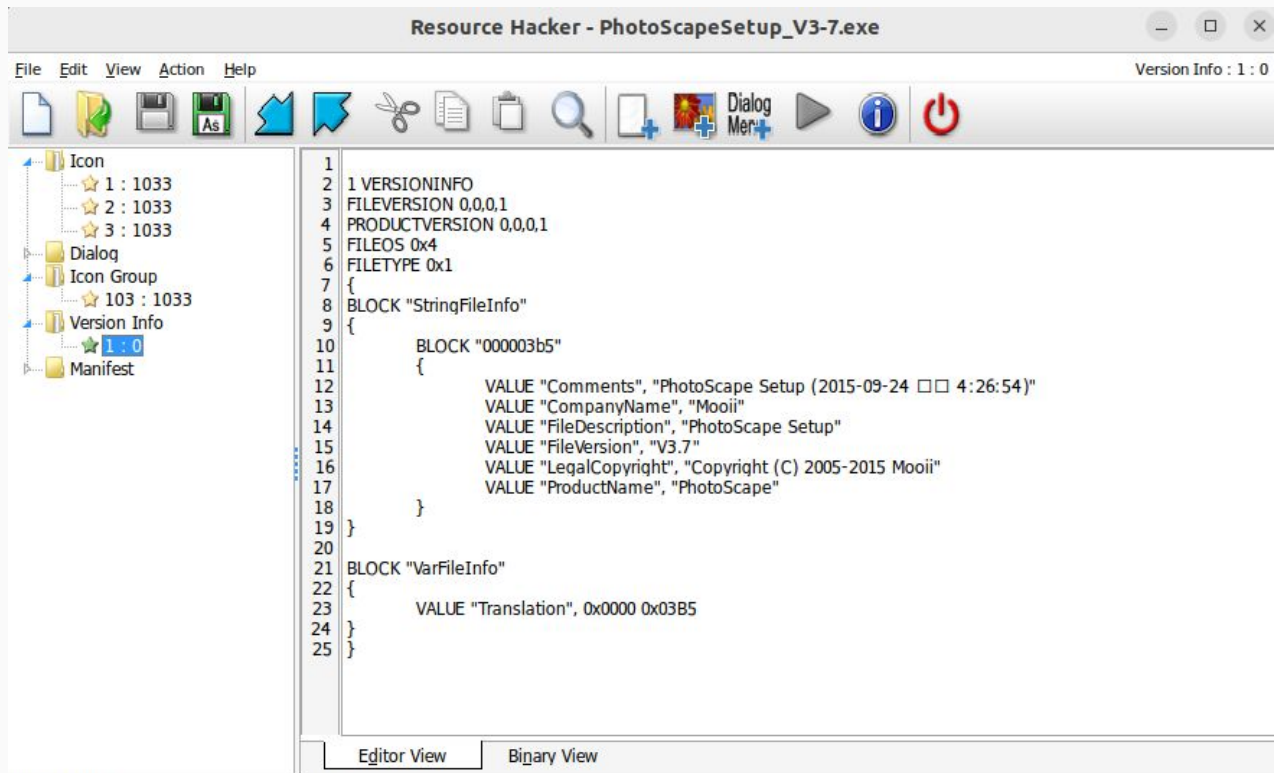 Resource Hacker - PhotoScapeSetup_V3-7.exe
File Edit View Action Help
Version Info : 1 : 0
As
Dialog
Menu
Icon
1 : 1033
2 : 1033
3 : 1033
Dialog
Icon Group
103 : 1033
Version Info
1 : 0
Manifest
1
2 1 VERSIONINFO
3 FILEVERSION 0,0,0,1
4 PRODUCTVERSION 0,0,0,1
5 FILEOS 0x4
6 FILETYPE 0x1
7 {
8 BLOCK "StringFileInfo"
9 {
10 BLOCK "000003b5"
11 {
12 VALUE "Comments", "PhotoScape Setup (2015-09-24 □□ 4:26:54)"
13 VALUE "CompanyName", "Mooii"
14 VALUE "FileDescription", "PhotoScape Setup"
15 VALUE "FileVersion", "V3.7"
16 VALUE "LegalCopyright", "Copyright (C) 2005-2015 Mooii"
17 VALUE "ProductName", "PhotoScape"
18 }
19 }
20
21 BLOCK "VarFileInfo"
22 {
23 VALUE "Translation", 0x0000 0x03B5
24 }
25 }
Editor View
Binary View